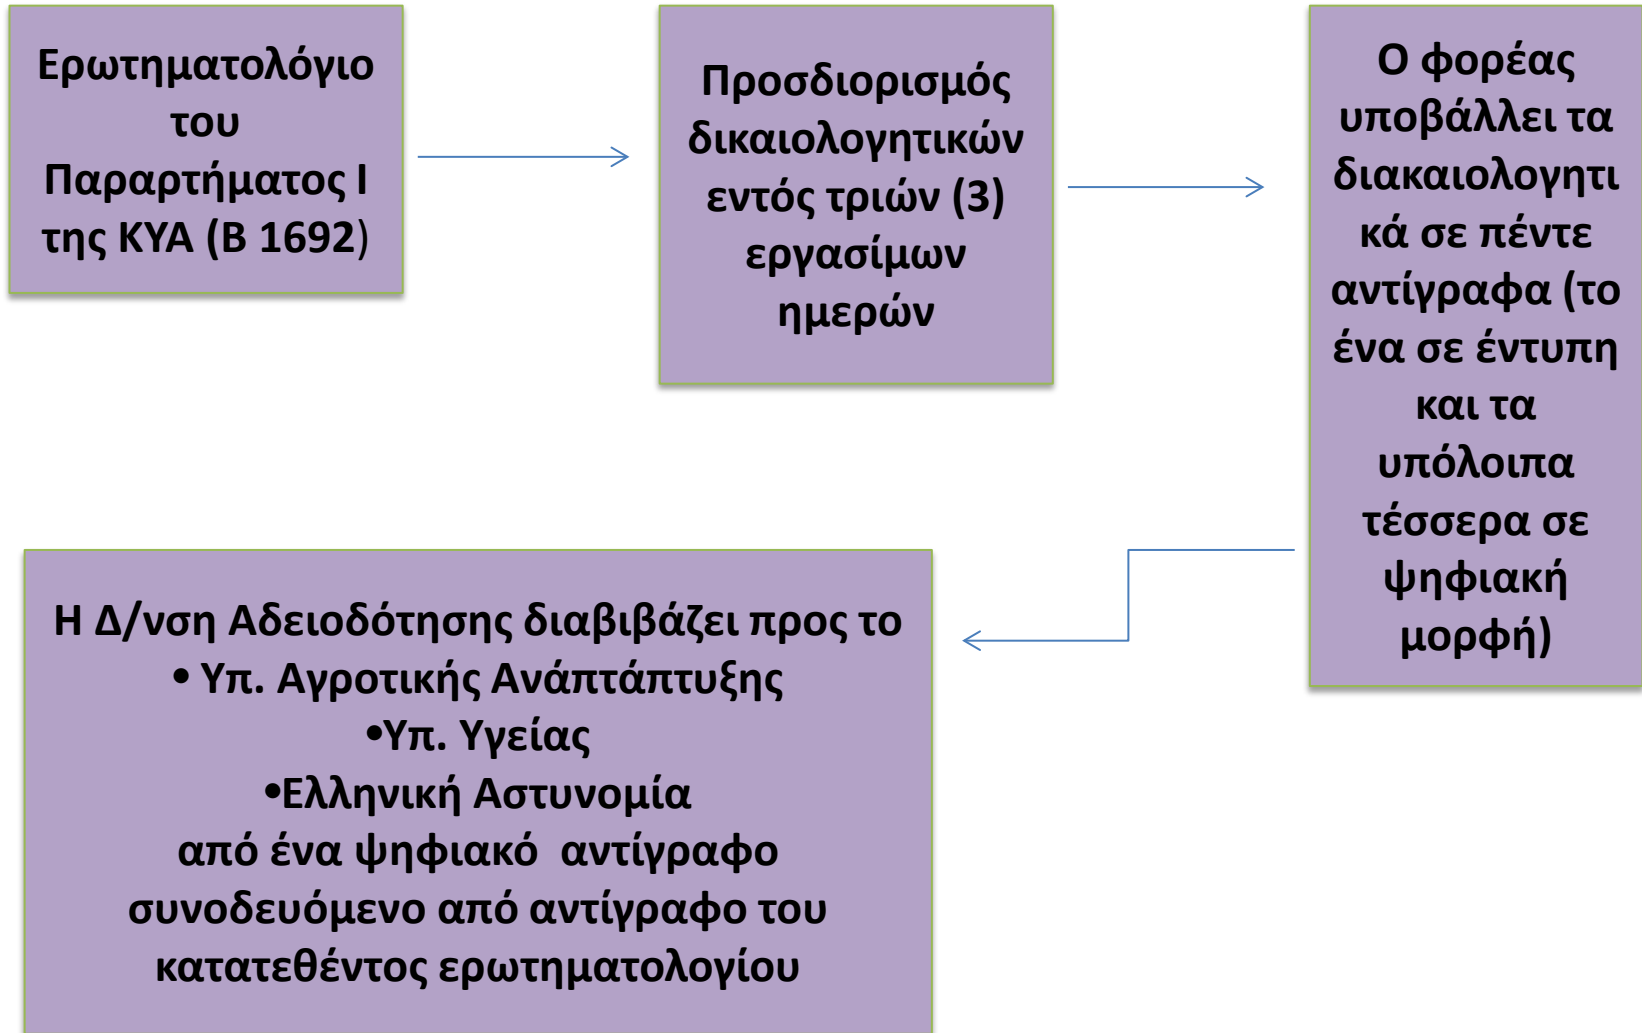 Ερωτηματολόγιο
του
Παραρτήματος Ι
της ΚΥΑ (Β 1692)
Προσδιορισμός
δικαιολογητικών
εντός τριών (3)
εργασίμων
ημερών
Ο φορέας
υποβάλλει τα
διακαιολογητι
κά σε πέντε
αντίγραφα (το
ένα σε έντυπη
και τα
υπόλοιπα
τέσσερα σε
ψηφιακή
μορφή)
Η Δ/νση Αδειοδότησης διαβιβάζει προς το
• Υπ. Αγροτικής Ανάπτάπτυξης
•Υπ. Υγείας
•Ελληνική Αστυνομία
από ένα ψηφιακό αντίγραφο
συνοδευόμενο από αντίγραφο του
κατατεθέντος ερωτηματολογίου